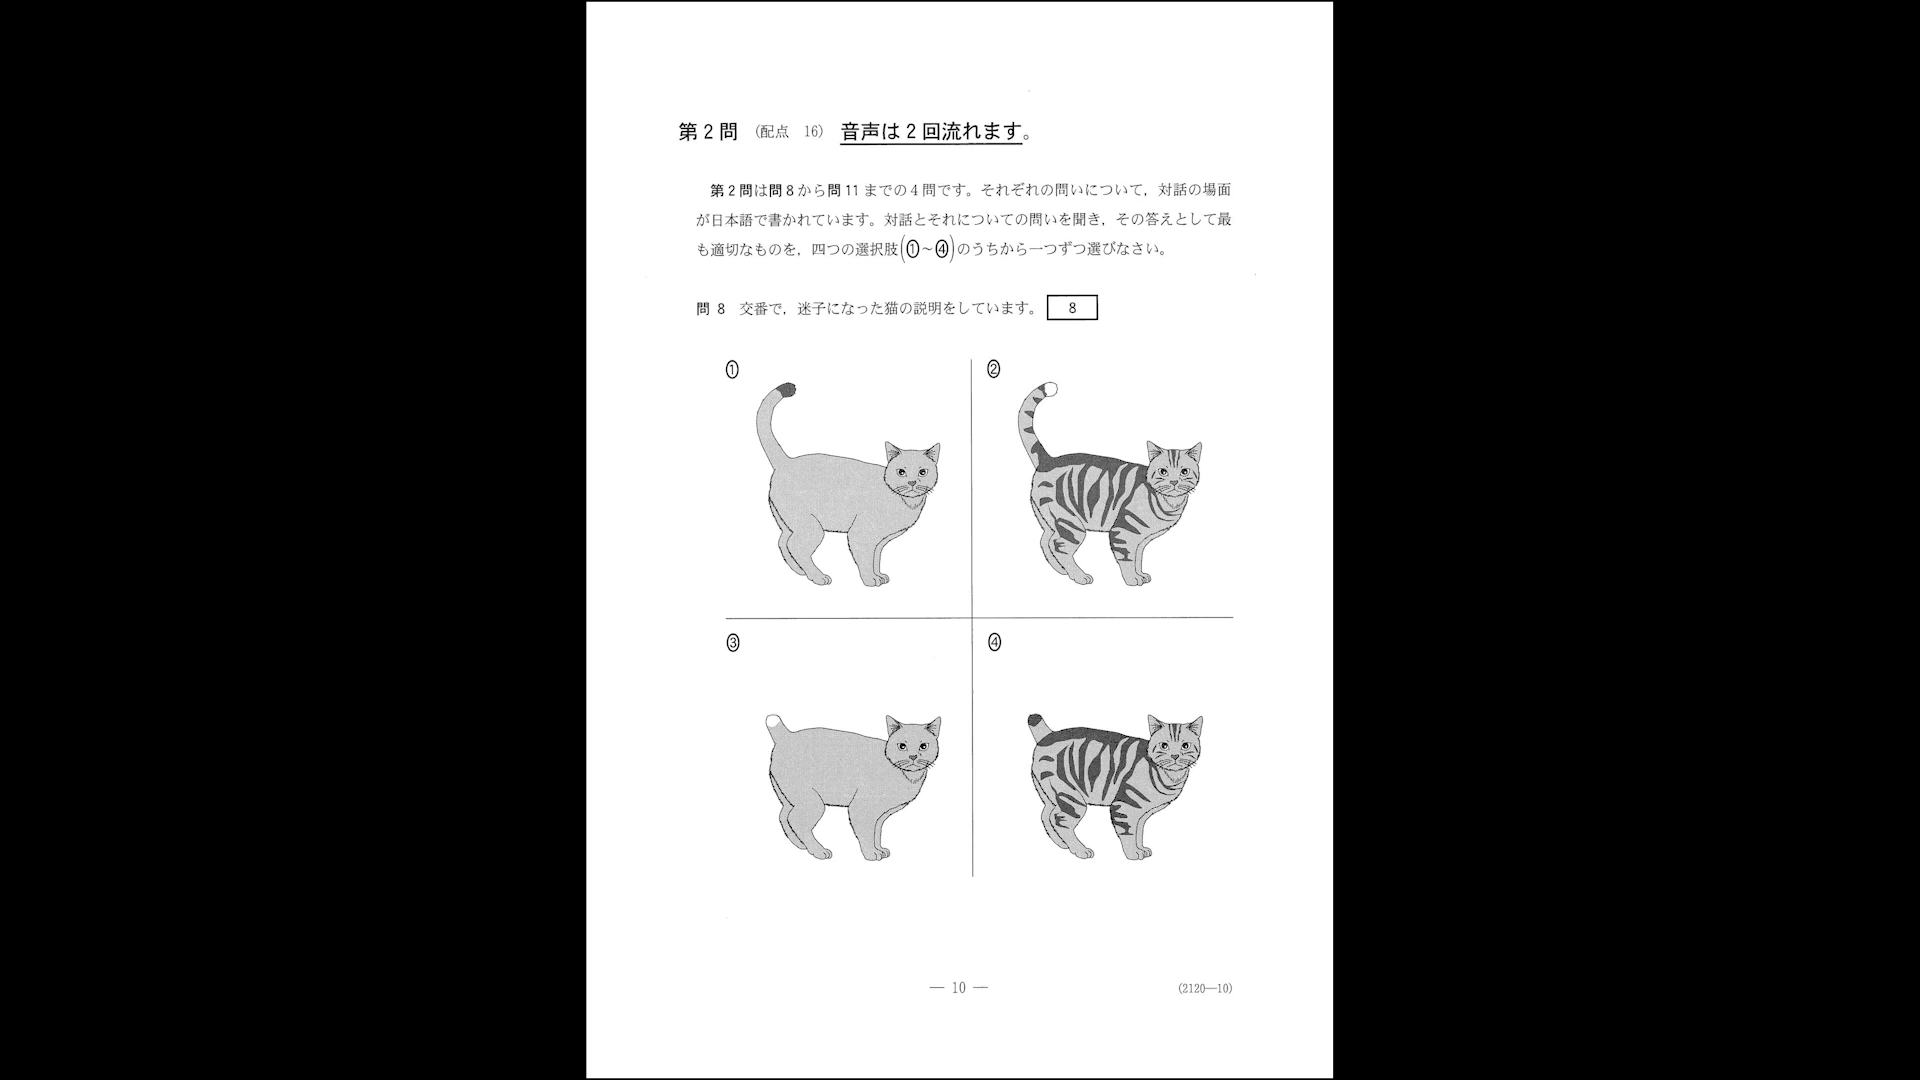 第2問 (配点 16) 音声は2回流れます。
第2問は問8から問11までの4問です。それぞれの問いについて,対話の場面
が日本語で書かれています。対話とそれについての問いを聞き,その答えとして最
も適切なものを,四つの選択肢(①~④)のうちから一つずつ選びなさい。
問 8 交番で,迷子になった猫の説明をしています。 8
①
②
③
④
— 10 —
(2120—10)